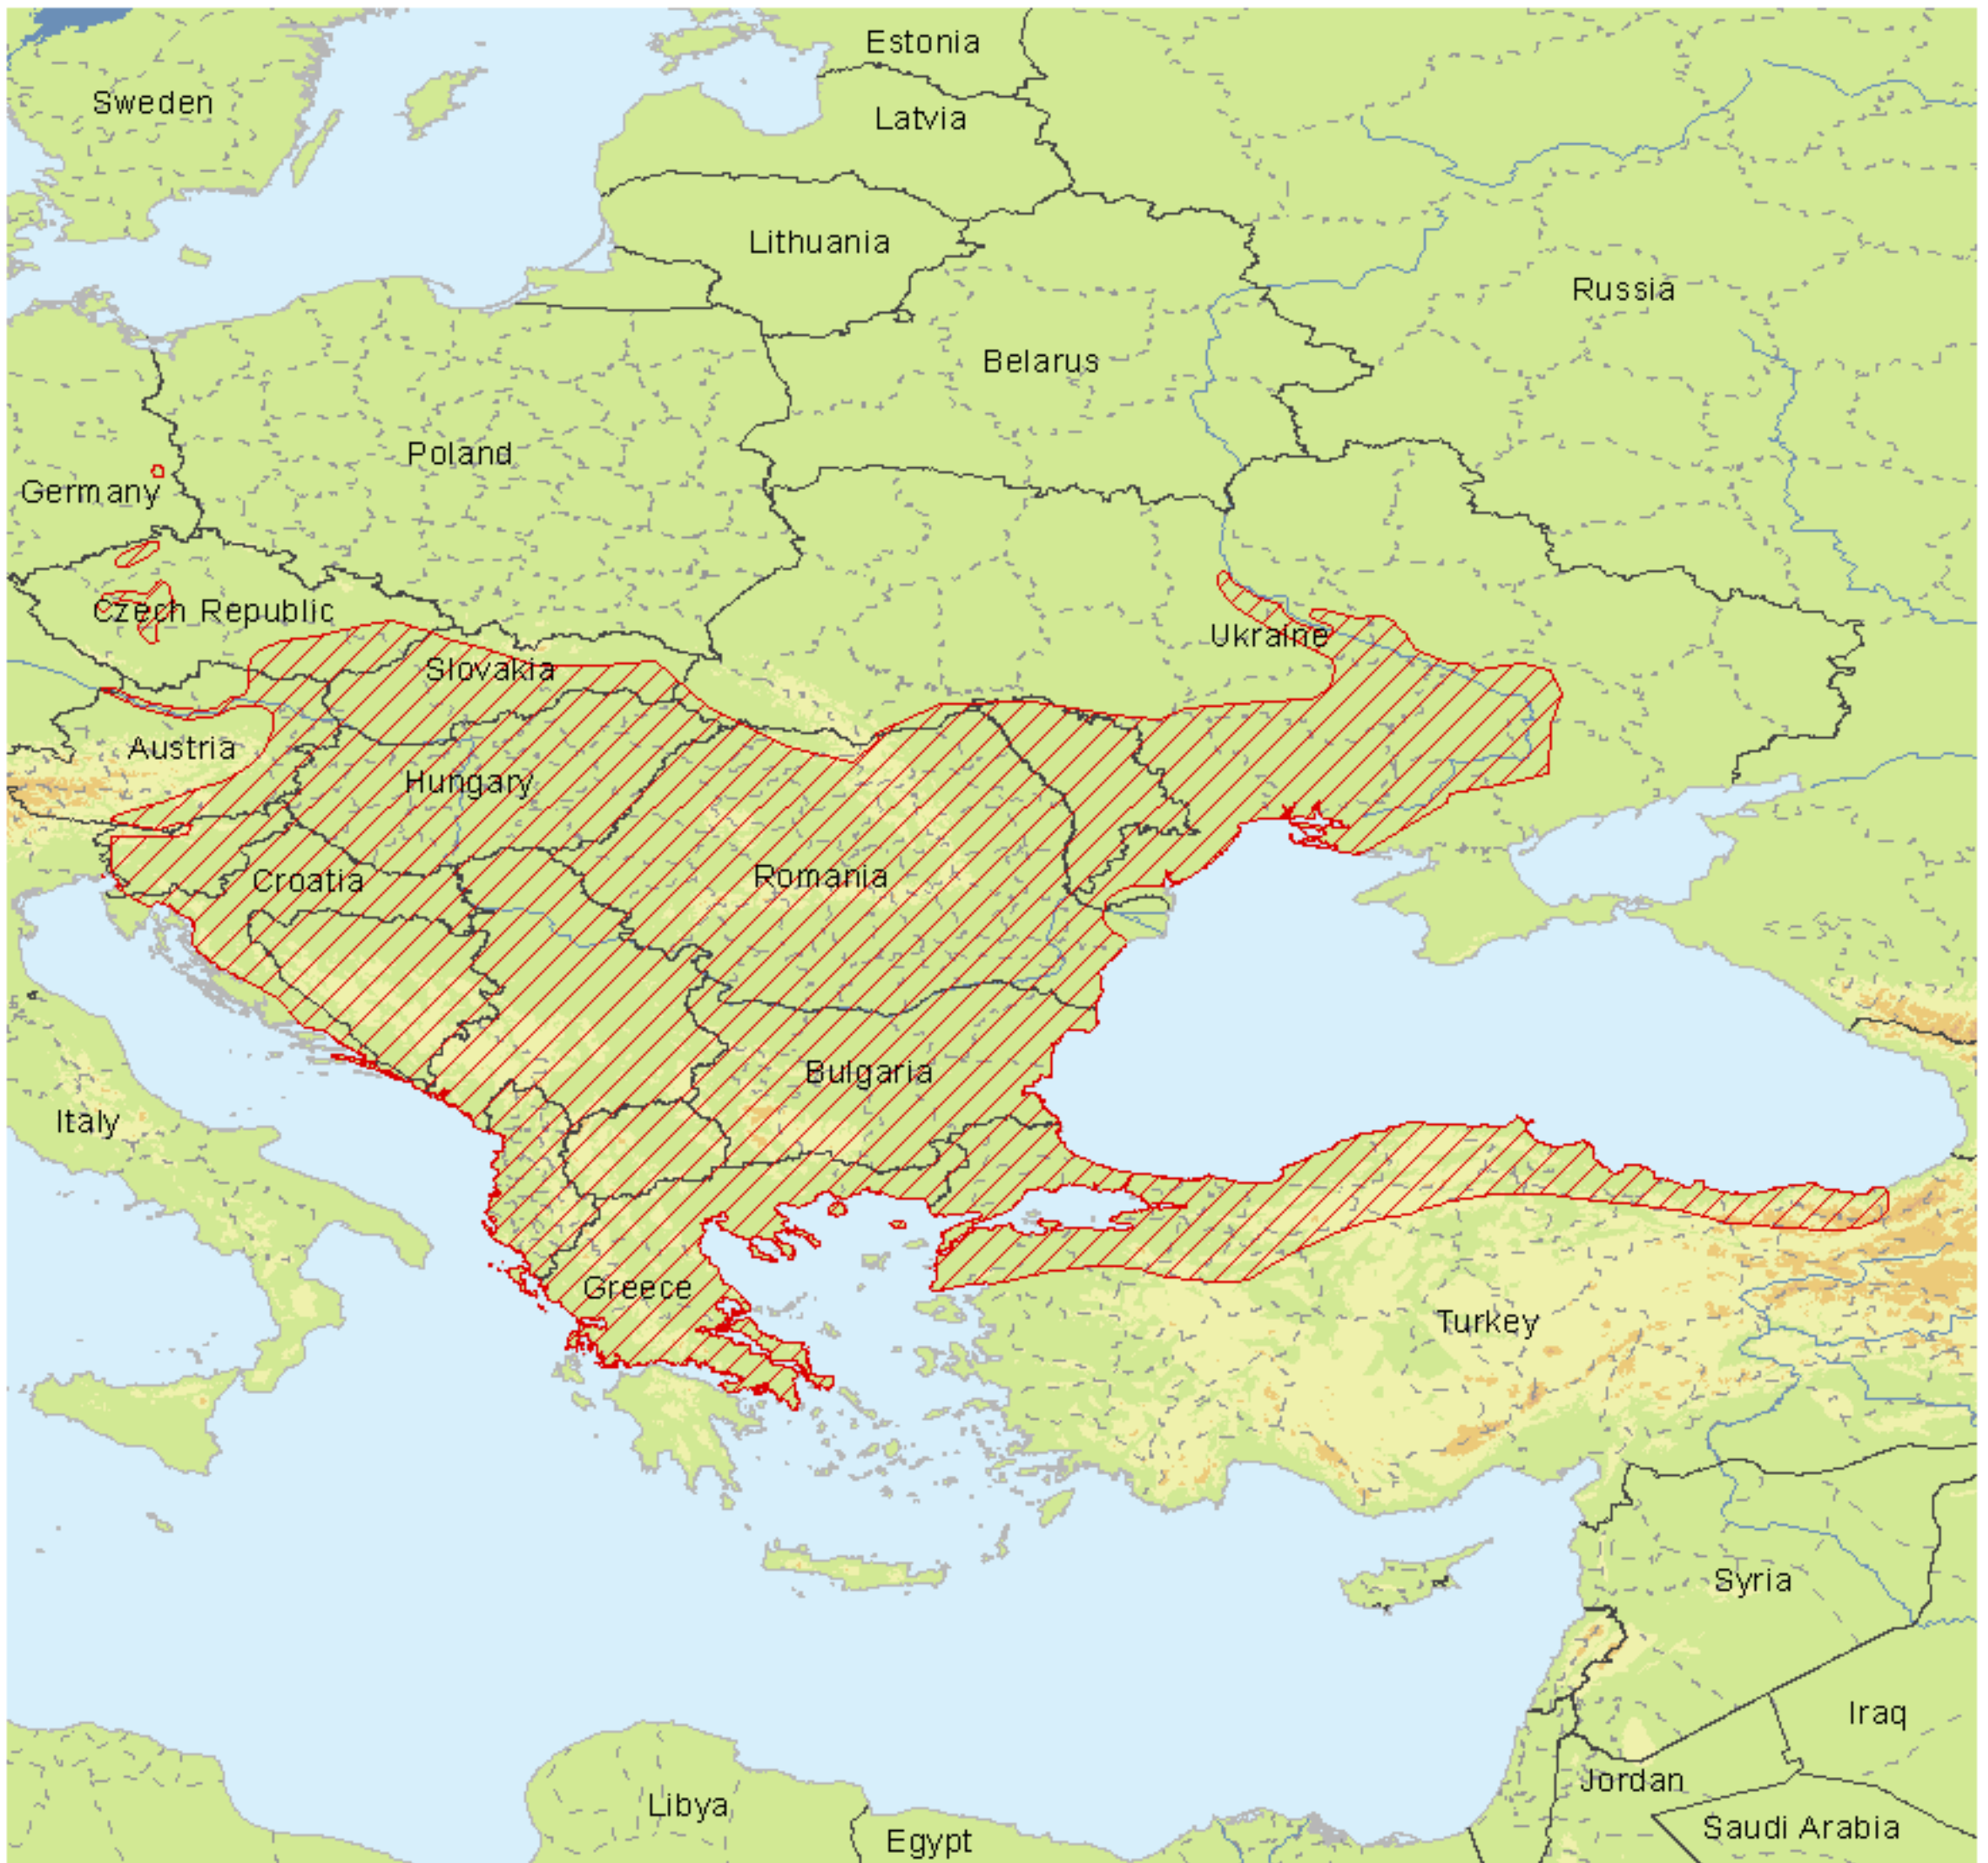 Estonia
Sweden
Latvia
Lithuania
Russia
Belarus
Poland
Germany
Czech Republic
Ukraine
Slovakia
Austria
Hungary
Romania
Croatia
Bulgaria
Italy
Greece
Turkey
Syria
Iraq
Jordan
Libya
Saudi Arabia
Egypt